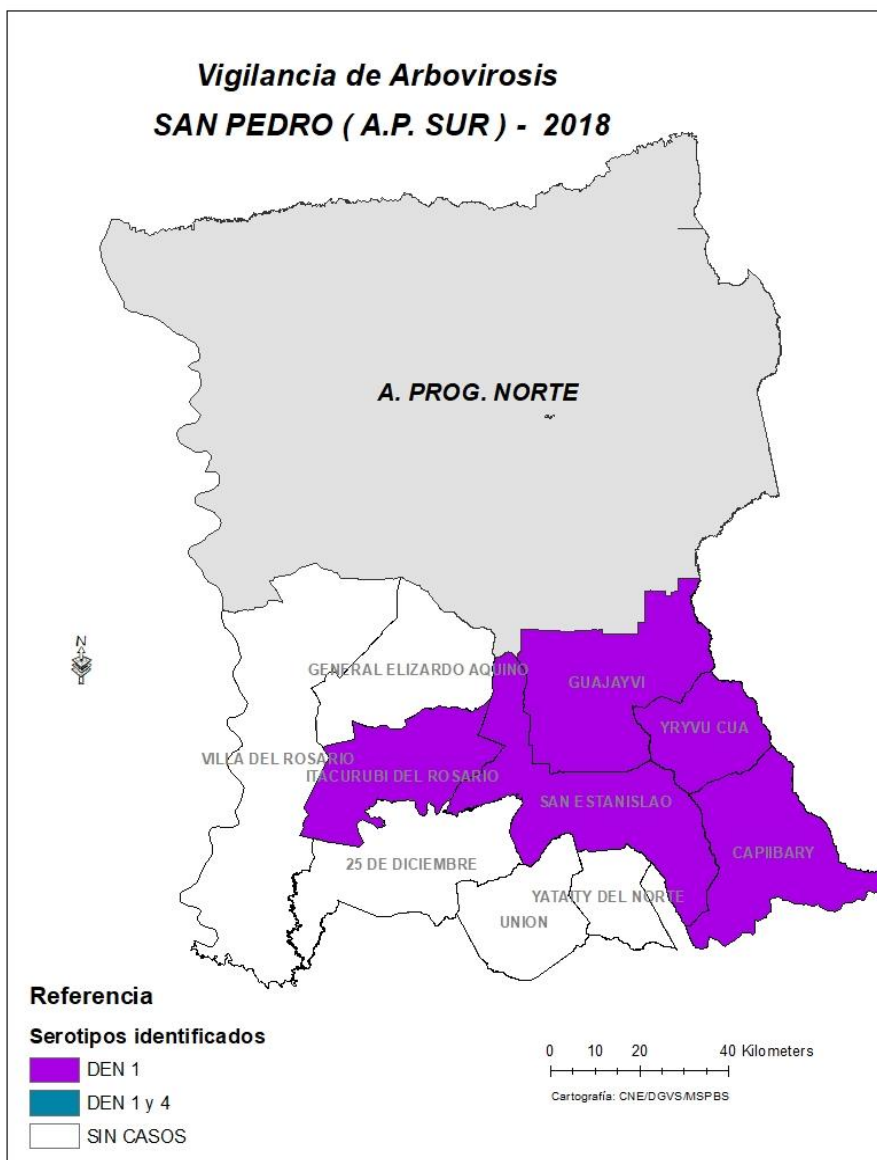 Vigilancia de Arbovirosis
SAN PEDRO ( A.P. SUR ) - 2018
A. PROG. NORTE
N
GENERAL ELIZARDO AQUINO
GUAJAYVI
YRYVU CUA
VILLA DEL ROSARIO
ITACURUBI DEL ROSARIO
SAN ESTANISLAO
CAPIIBARY
25 DE DICIEMBRE
YATAITY DEL NORTE
UNION
Referencia
Serotipos identificados
DEN 1
DEN 1 y 4
SIN CASOS
0 10 20 40 Kilometers
Cartografía: CNE/DGVS/MSPBS